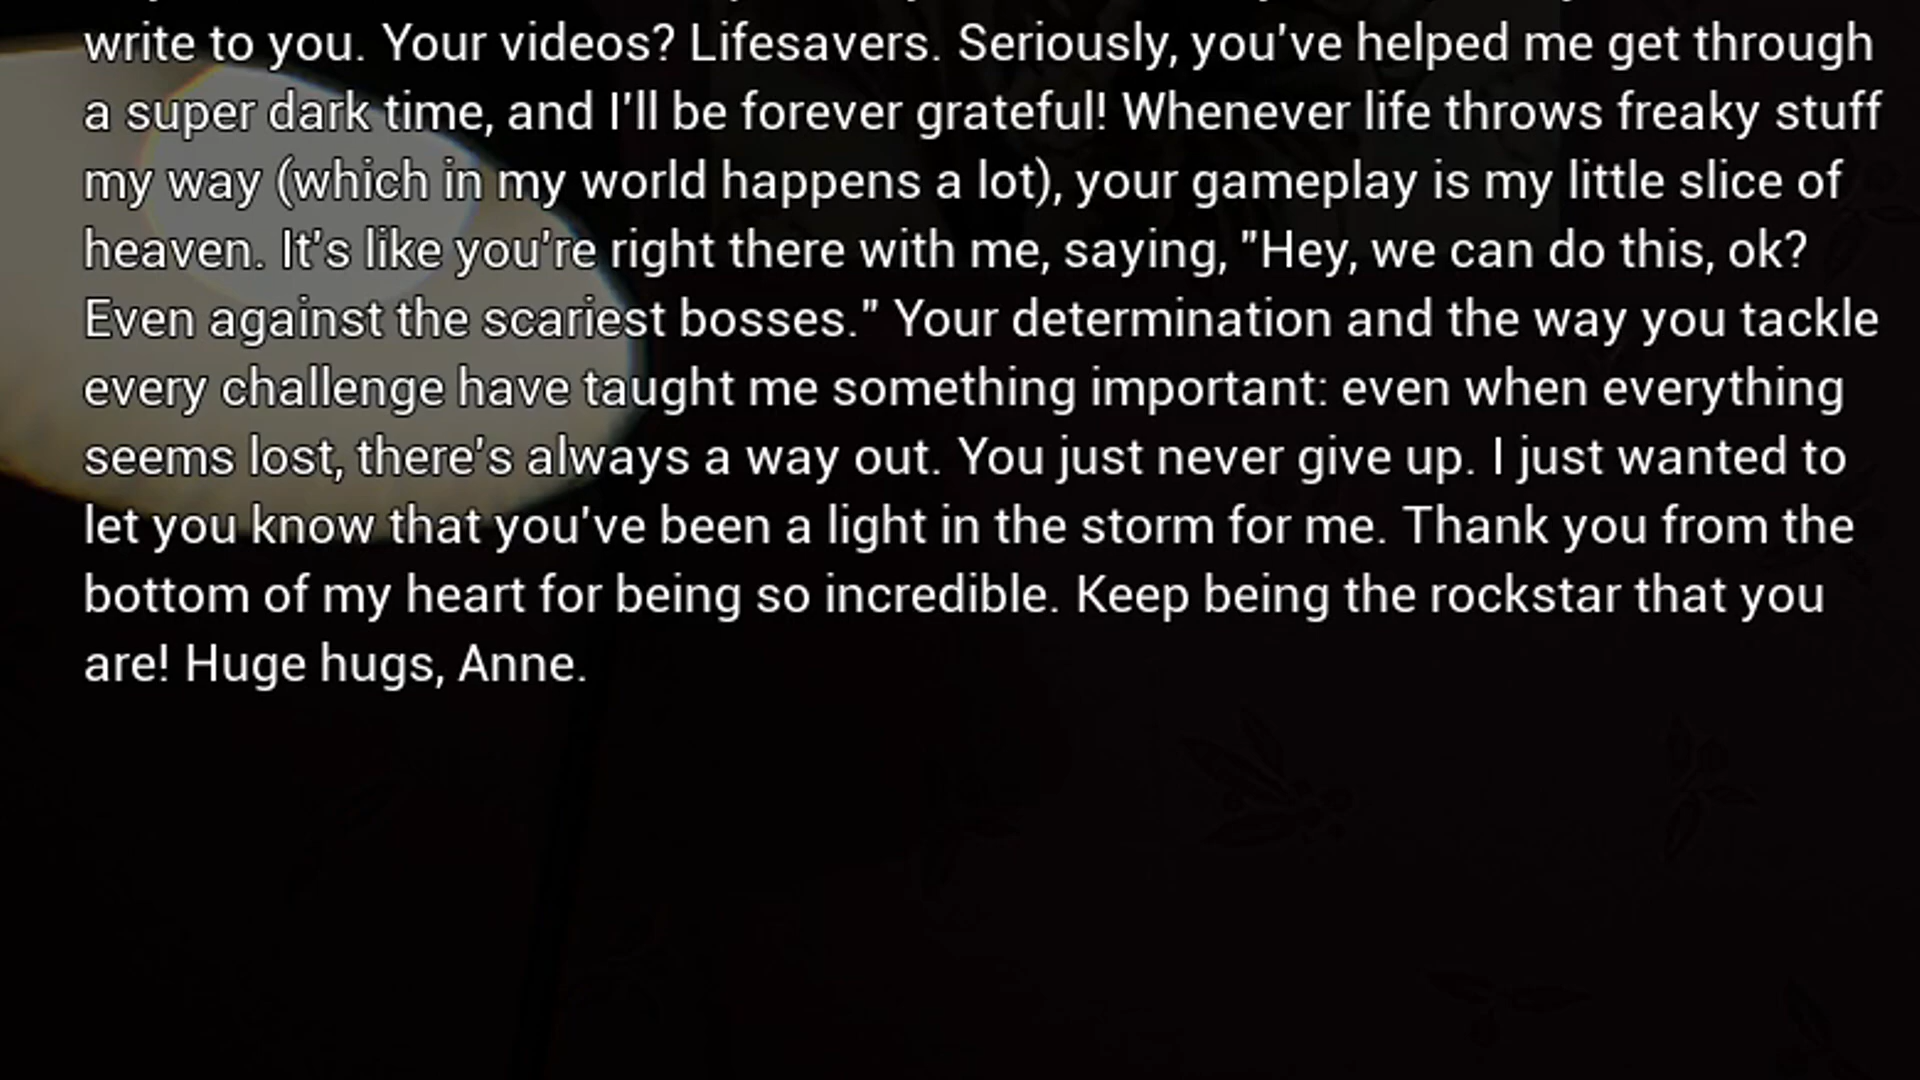 write to you. Your videos? Lifesavers. Seriously, you've helped me get through
a super dark time, and I'll be forever grateful! Whenever life throws freaky stuff
my way (which in my world happens a lot), your gameplay is my little slice of
heaven. It's like you're right there with me, saying, "Hey, we can do this, ok?
Even against the scariest bosses." Your determination and the way you tackle
every challenge have taught me something important: even when everything
seems lost, there's always a way out. You just never give up. I just wanted to
let you know that you've been a light in the storm for me. Thank you from the
bottom of my heart for being so incredible. Keep being the rockstar that you
are! Huge hugs, Anne.